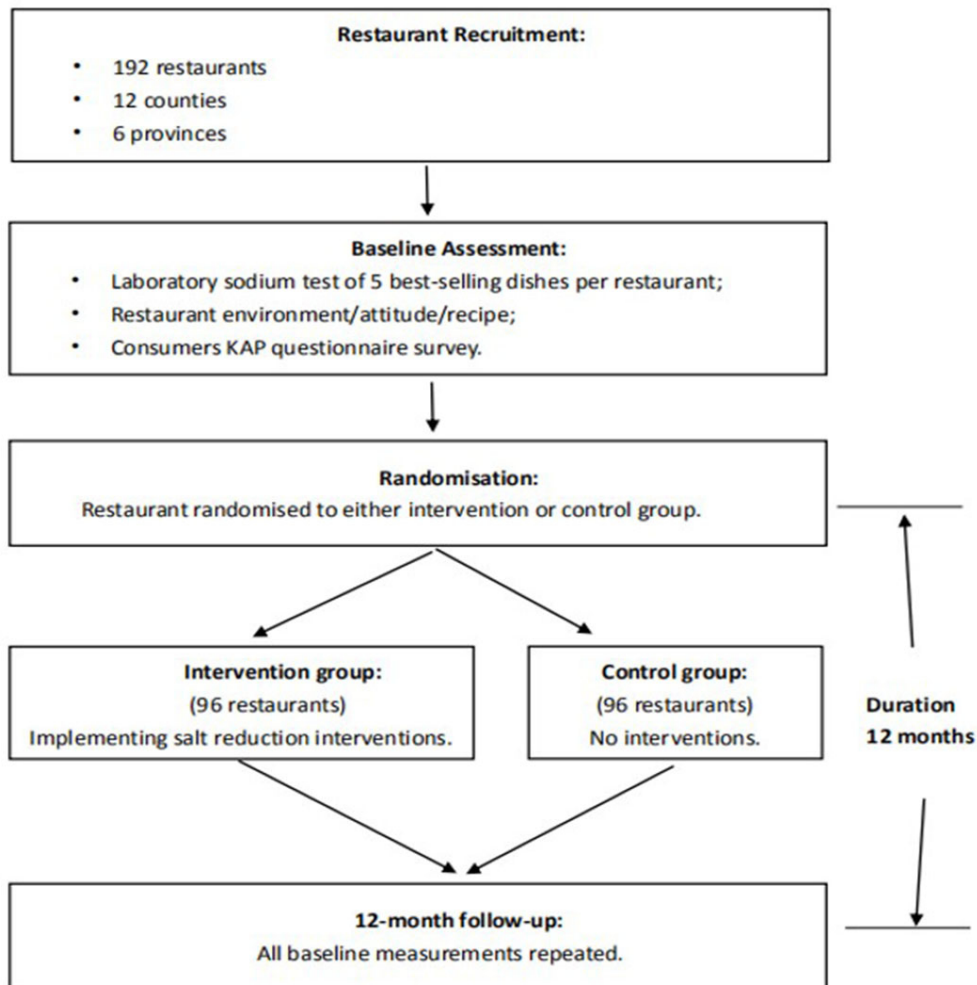 Restaurant Recruitment:
• 192 restaurants
• 12 counties
• 6 provinces
Baseline Assessment:
• Laboratory sodium test of 5 best-selling dishes per restaurant;
• Restaurant environment/attitude/recipe;
• Consumers KAP questionnaire survey.
Randomisation:
Restaurant randomised to either intervention or control group.
Intervention group:
(96 restaurants)
Implementing salt reduction interventions.
Control group:
(96 restaurants)
No interventions.
Duration
12 months
12-month follow-up:
All baseline measurements repeated.